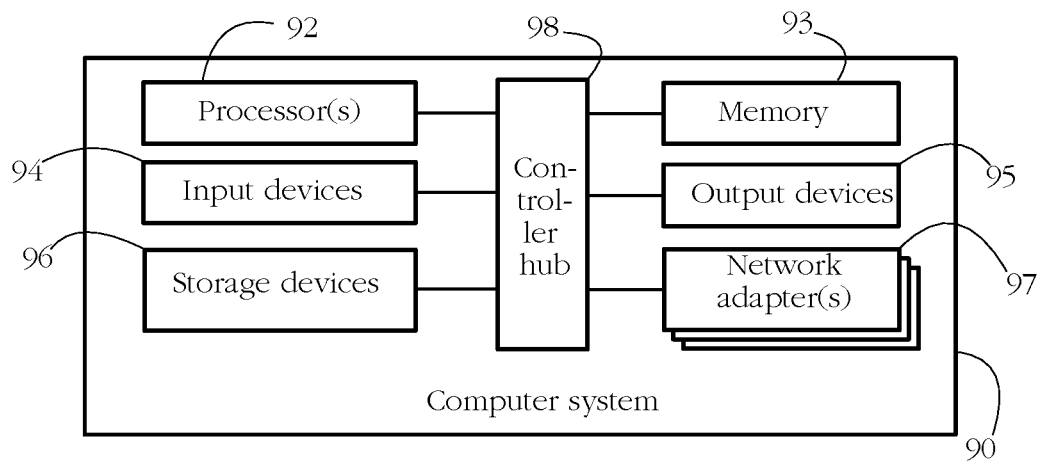 92
98
93
Processor(s)
Memory
94
Input devices
Con-
trol-
ler
hub
Output devices
95
96
Storage devices
Network
adapter(s)
97
Computer system
90